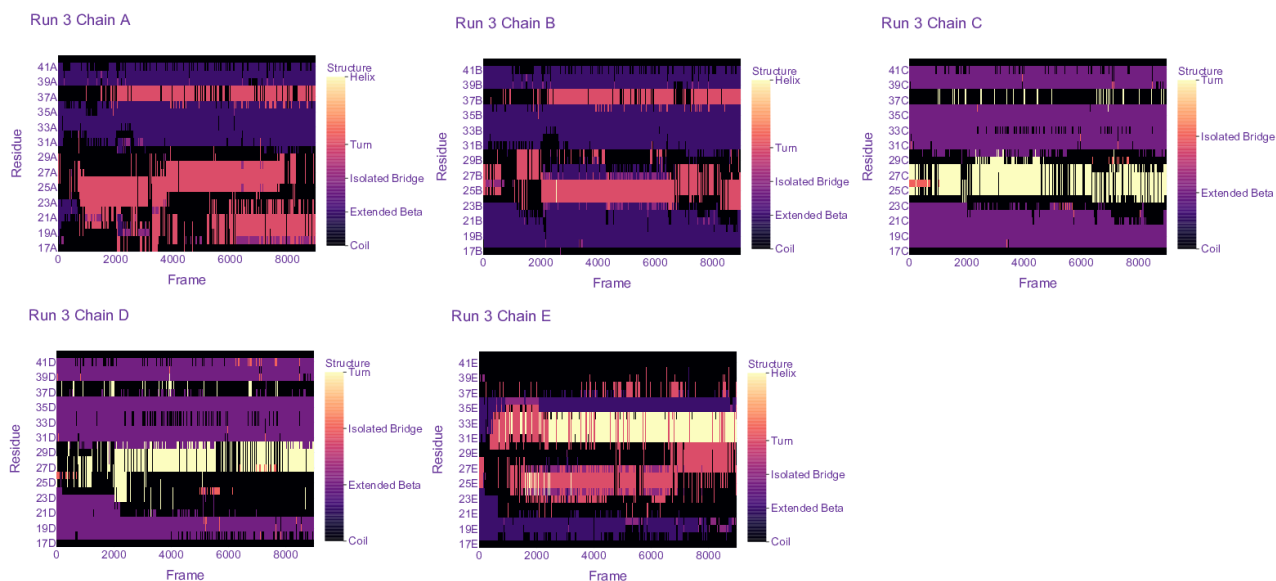 Run 3 Chain A
Structure
Helix
Turn
Isolated Bridge
Extended Beta
Coil
41A
39A
37A
35A
33A
31A
29A
27A
25A
23A
21A
19A
17A
Residue
0 2000 4000 6000 8000
Frame
Run 3 Chain B
Structure
Helix
Turn
Isolated Bridge
Extended Beta
Coil
41B
39B
37B
35B
33B
31B
29B
27B
25B
23B
21B
19B
17B
Residue
0 2000 4000 6000 8000
Frame
Run 3 Chain C
Structure
Turn
Isolated Bridge
Extended Beta
Coil
41C
39C
37C
35C
33C
31C
29C
27C
25C
23C
21C
19C
17C
Residue
0 2000 4000 6000 8000
Frame
Run 3 Chain D
Structure
Turn
Isolated Bridge
Extended Beta
Coil
41D
39D
37D
35D
33D
31D
29D
27D
25D
23D
21D
19D
17D
Residue
0 2000 4000 6000 8000
Frame
Run 3 Chain E
Structure
Helix
Turn
Isolated Bridge
Extended Beta
Coil
41E
39E
37E
35E
33E
31E
29E
27E
25E
23E
21E
19E
17E
Residue
0 2000 4000 6000 8000
Frame